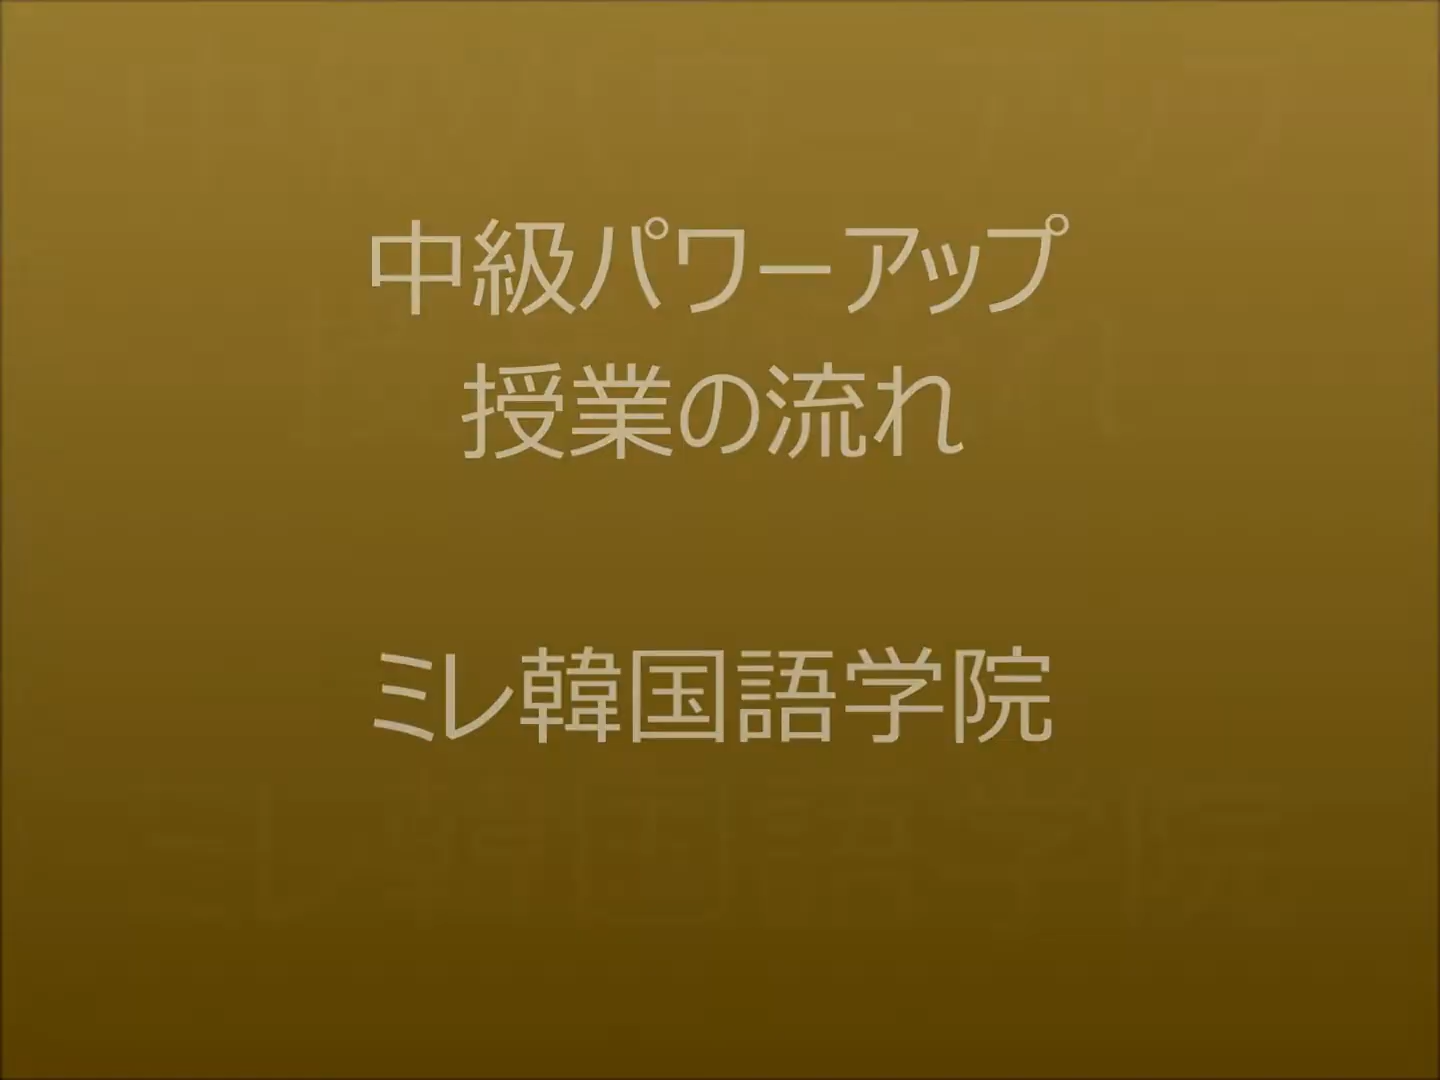 中級パワーアップ
授業の流れ
ミレ韓国語学院